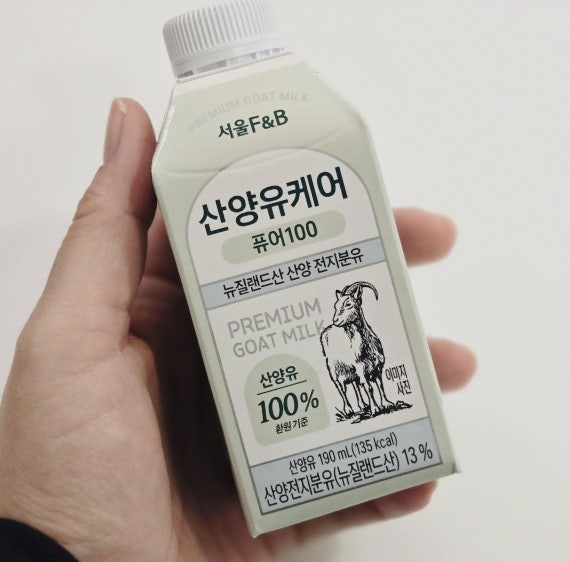 PREMIUM GOAT MILK
서울F&B
산양유케어
퓨어100
뉴질랜드산 산양 전지분유
PREMIUM
GOAT MILK
산양유
100%
환원 기준
이미지
사진
산양유 190 mL(135 kcal)
산양전지분유(뉴질랜드산) 13 %